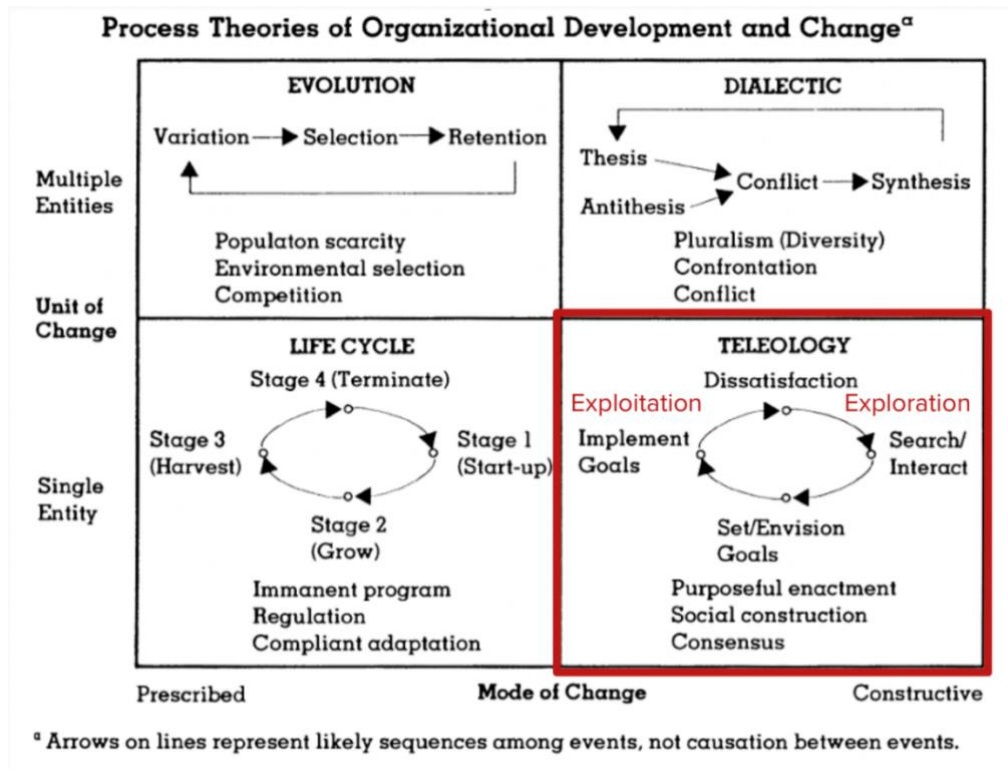 Process Theories of Organizational Development and Changeᵃ
EVOLUTION
Variation Selection Retention
Populaton scarcity
Environmental selection
Competition
DIALECTIC
Thesis
Antithesis
Conflict Synthesis
Pluralism (Diversity)
Confrontation
Conflict
Multiple
Entities
Unit of
Change
Single
Entity
LIFE CYCLE
Stage 4 (Terminate)
Stage 3
(Harvest)
Stage 1
(Start-up)
Stage 2
(Grow)
Immanent program
Regulation
Compliant adaptation
TELEOLOGY
Dissatisfaction
Exploitation
Exploration
Implement
Goals
Search/
Interact
Set/Envision
Goals
Purposeful enactment
Social construction
Consensus
Prescribed
Mode of Change
Constructive
ᵃ Arrows on lines represent likely sequences among events, not causation between events.